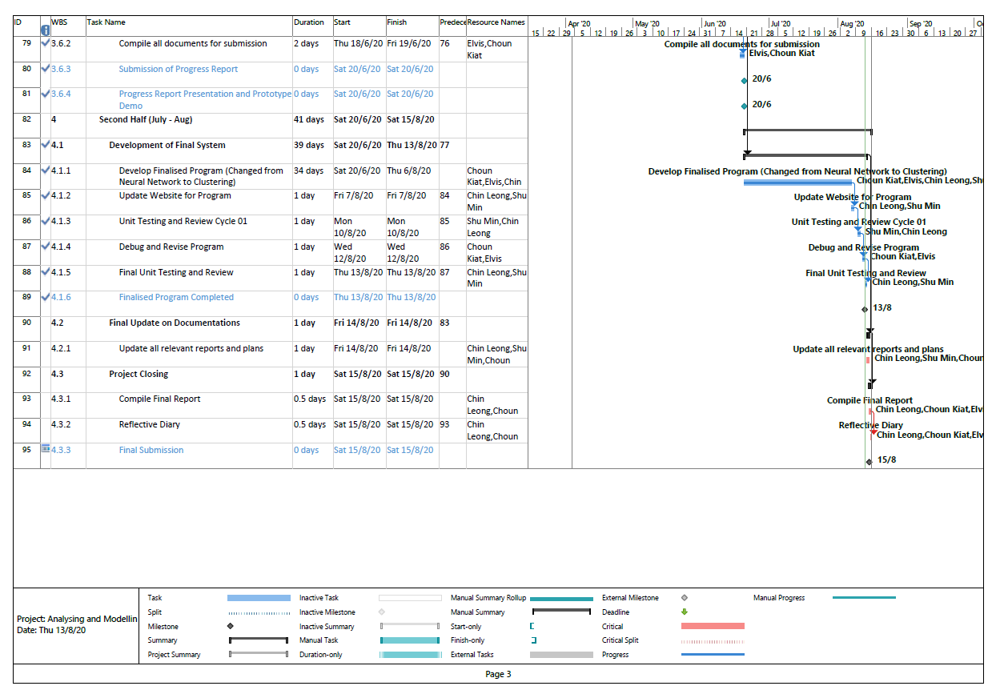 ID WBS Task Name Duration Start Finish Predece Resource Names
Apr '20 May '20 Jun '20 Jul '20 Aug '20 Sep '20 Oc
15 22 29 5 12 19 26 3 10 17 24 31 7 14 21 28 5 12 19 26 2 9 16 23 30 6 13 20 27
79 3.6.2 Compile all documents for submission 2 days Thu 18/6/20 Fri 19/6/20 76 Elvis,Choun
Kiat
Compile all documents for submission
Elvis,Choun Kiat
80 3.6.3 Submission of Progress Report 0 days Sat 20/6/20 Sat 20/6/20
20/6
81 3.6.4 Progress Report Presentation and Prototype 0 days Sat 20/6/20 Sat 20/6/20
Demo
20/6
82 4 Second Half (July - Aug) 41 days Sat 20/6/20 Sat 15/8/20
83 4.1 Development of Final System 39 days Sat 20/6/20 Thu 13/8/20 77
84 4.1.1 Develop Finalised Program (Changed from 34 days Sat 20/6/20 Thu 6/8/20 Choun
Neural Network to Clustering) Kiat,Elvis,Chin
Develop Finalised Program (Changed from Neural Network to Clustering)
Choun Kiat,Elvis,Chin Leong,Sh
85 4.1.2 Update Website for Program 1 day Fri 7/8/20 Fri 7/8/20 84 Chin Leong,Shu
Min
Update Website for Program
Chin Leong,Shu Min
86 4.1.3 Unit Testing and Review Cycle 01 1 day Mon Mon 85 Shu Min,Chin
10/8/20 10/8/20 Leong
Unit Testing and Review Cycle 01
Shu Min,Chin Leong
87 4.1.4 Debug and Revise Program 1 day Wed Wed 86 Choun
12/8/20 12/8/20 Kiat,Elvis
Debug and Revise Program
Choun Kiat,Elvis
88 4.1.5 Final Unit Testing and Review 1 day Thu 13/8/20 Thu 13/8/20 87 Chin Leong,Shu
Min
Final Unit Testing and Review
Chin Leong,Shu Min
89 4.1.6 Finalised Program Completed 0 days Thu 13/8/20 Thu 13/8/20
13/8
90 4.2 Final Update on Documentations 1 day Fri 14/8/20 Fri 14/8/20 83
91 4.2.1 Update all relevant reports and plans 1 day Fri 14/8/20 Fri 14/8/20 Chin Leong,Shu
Min,Choun
Update all relevant reports and plans
Chin Leong,Shu Min,Choun
92 4.3 Project Closing 1 day Sat 15/8/20 Sat 15/8/20 90
93 4.3.1 Compile Final Report 0.5 days Sat 15/8/20 Sat 15/8/20 Chin
Leong,Choun
Compile Final Report
Chin Leong,Choun Kiat,Elv
94 4.3.2 Reflective Diary 0.5 days Sat 15/8/20 Sat 15/8/20 93 Chin
Leong,Choun
Reflective Diary
Chin Leong,Choun Kiat,Elv
95 4.3.3 Final Submission 0 days Sat 15/8/20 Sat 15/8/20
15/8
Project: Analysing and Modellin
Date: Thu 13/8/20
Task Inactive Task Manual Summary Rollup External Milestone Manual Progress
Split Inactive Milestone Manual Summary Deadline
Milestone Inactive Summary Start-only Critical
Summary Manual Task Finish-only Critical Split
Project Summary Duration-only External Tasks Progress
Page 3